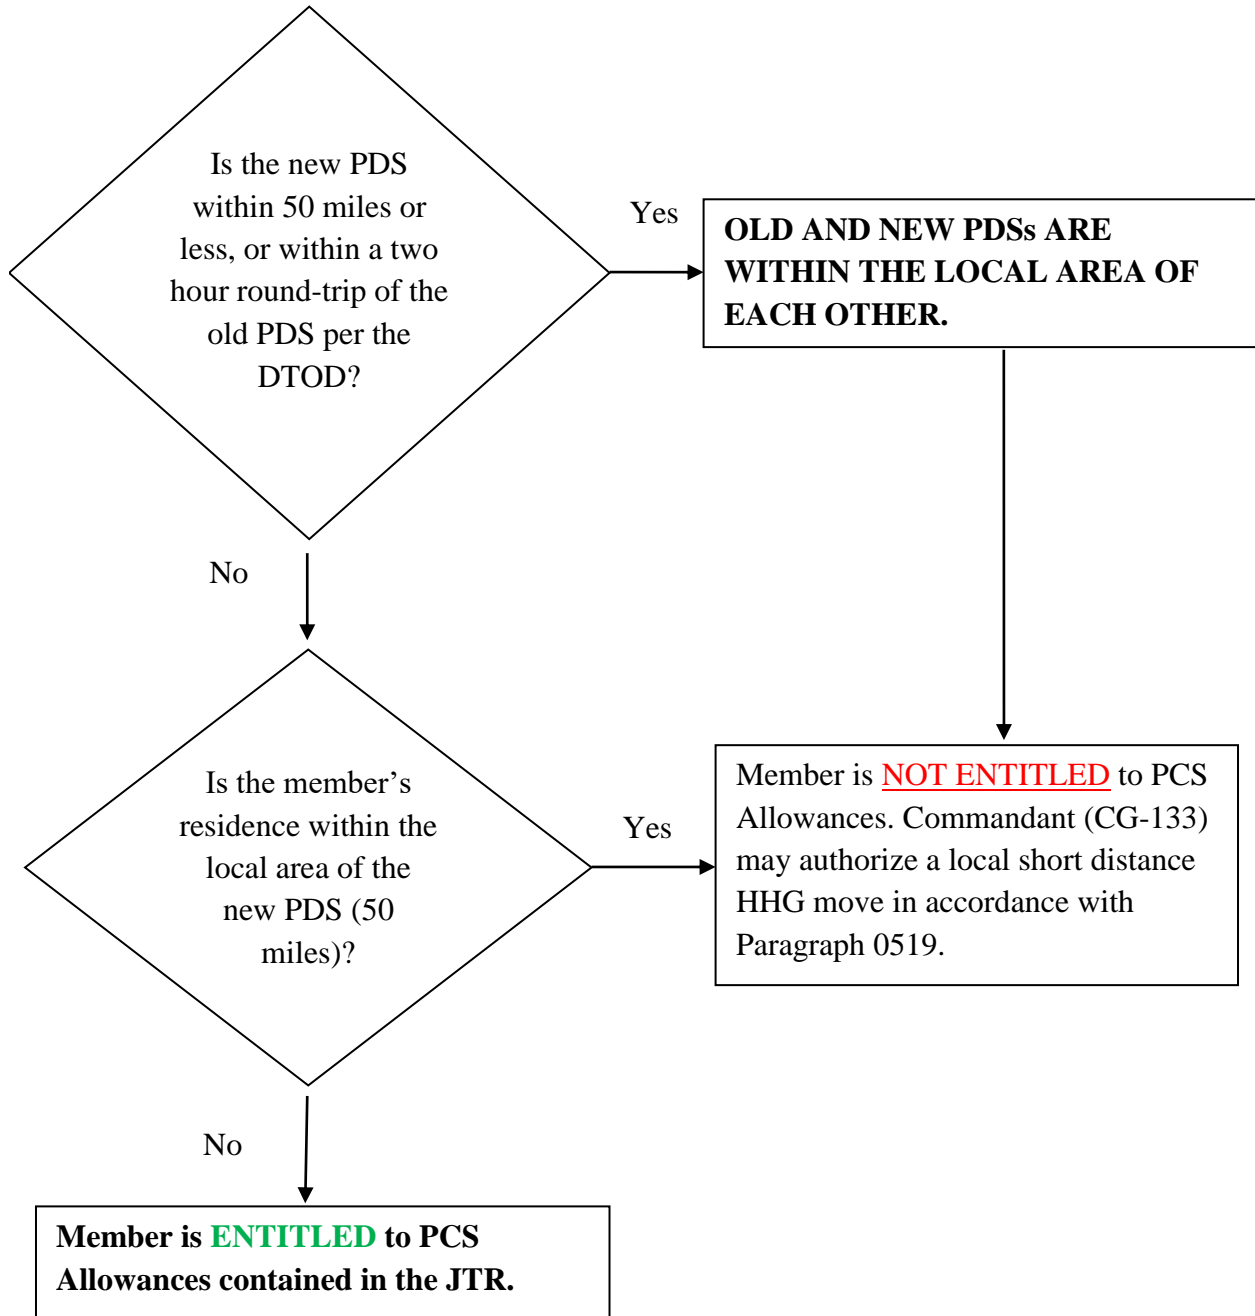 Is the new PDS
within 50 miles or
less, or within a two
hour round-trip of the
old PDS per the
DTOD?
Yes
OLD AND NEW PDSs ARE
WITHIN THE LOCAL AREA OF
EACH OTHER.
No
Is the member’s
residence within the
local area of the
new PDS (50
miles)?
Yes
Member is NOT ENTITLED to PCS
Allowances. Commandant (CG-133)
may authorize a local short distance
HHG move in accordance with
Paragraph 0519.
No
Member is ENTITLED to PCS
Allowances contained in the JTR.